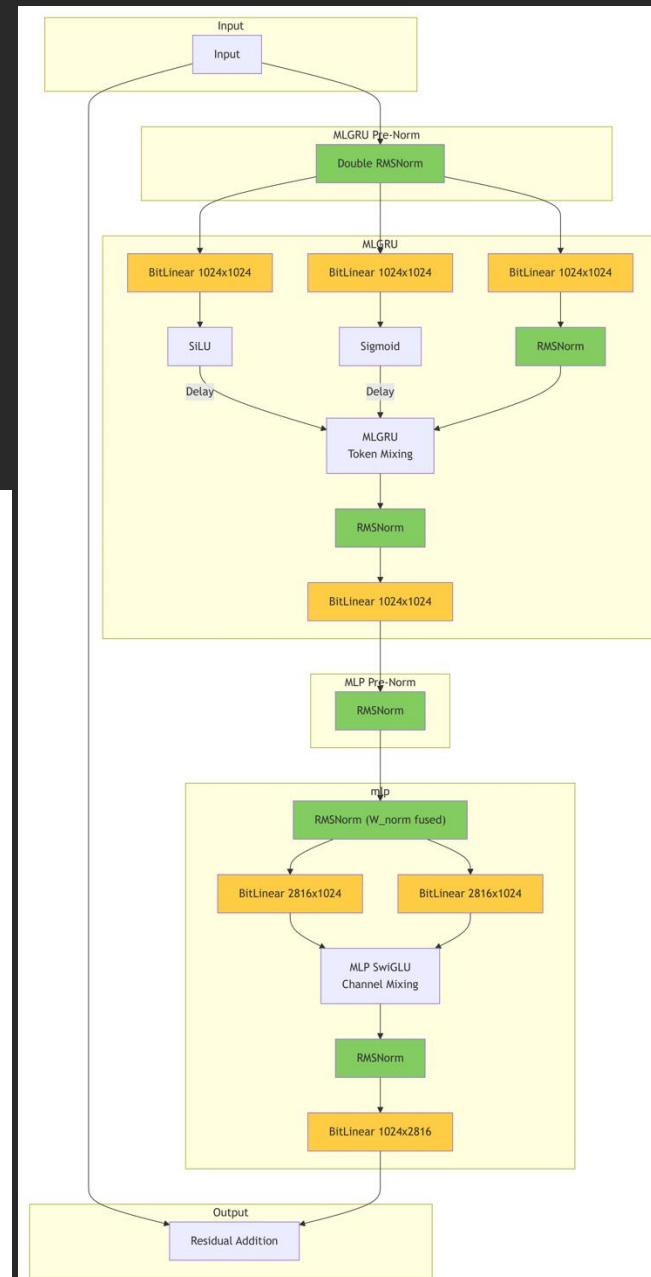 Input
Input
MLGRU Pre-Norm
Double RMSNorm
MLGRU
BitLinear 1024x1024
BitLinear 1024x1024
BitLinear 1024x1024
SiLU
Sigmoid
RMSNorm
Delay
Delay
MLGRU
Token Mixing
RMSNorm
BitLinear 1024x1024
MLP Pre-Norm
RMSNorm
mlp
RMSNorm (W_norm fused)
BitLinear 2816x1024
BitLinear 2816x1024
MLP SwiGLU
Channel Mixing
RMSNorm
BitLinear 1024x2816
Output
Residual Addition